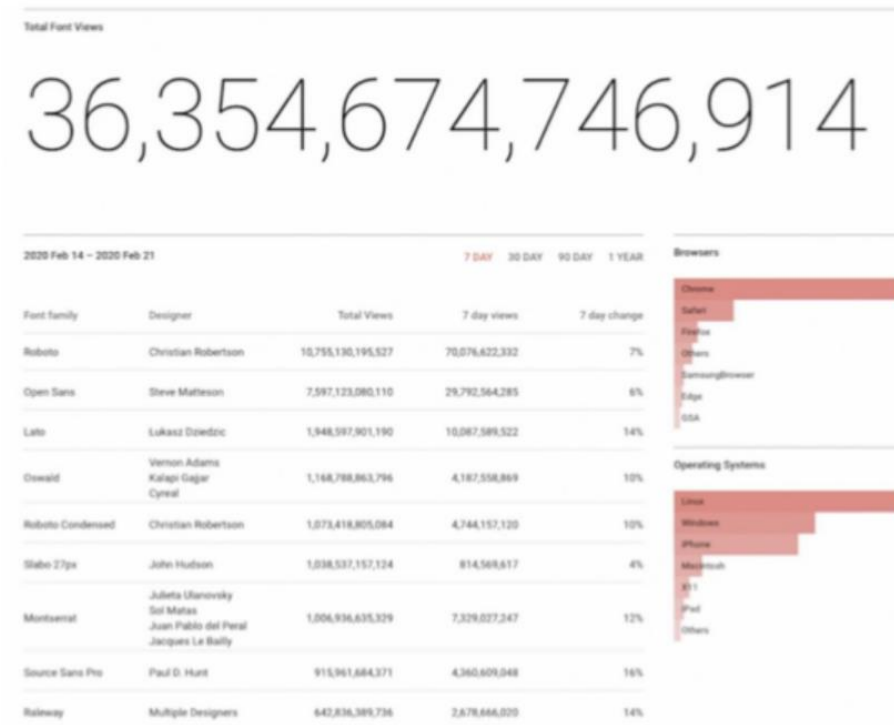 Total Font Views
36,354,674,746,914
2020 Feb 14 – 2020 Feb 21 7 DAY 30 DAY 90 DAY 1 YEAR
Font family Designer Total Views 7 day views 7 day change
Roboto Christian Robertson 10,755,130,195,527 70,076,622,332 7%
Open Sans Steve Matteson 7,597,123,080,110 29,792,564,285 6%
Lato Lukasz Dziedzic 1,948,597,901,190 10,087,589,522 14%
Vernon Adams
Oswald Kalapi Gajjar 1,168,788,863,796 4,187,558,869 10%
Cyreal
Roboto Condensed Christian Robertson 1,073,418,805,084 4,744,157,120 10%
Slabo 27px John Hudson 1,038,537,157,124 814,569,617 4%
Julieta Ulanovsky
Sol Matas
Montserrat 1,006,936,635,329 7,329,027,247 12%
Juan Pablo del Peral
Jacques Le Bailly
Source Sans Pro Paul D. Hunt 915,961,684,371 4,360,609,048 16%
Raleway Multiple Designers 642,836,389,736 2,678,666,020 14%
Browsers
Chrome
Safari
Firefox
Others
SamsungBrowser
Edge
GSA
Operating Systems
Linux
Windows
iPhone
Macintosh
X11
iPad
Others